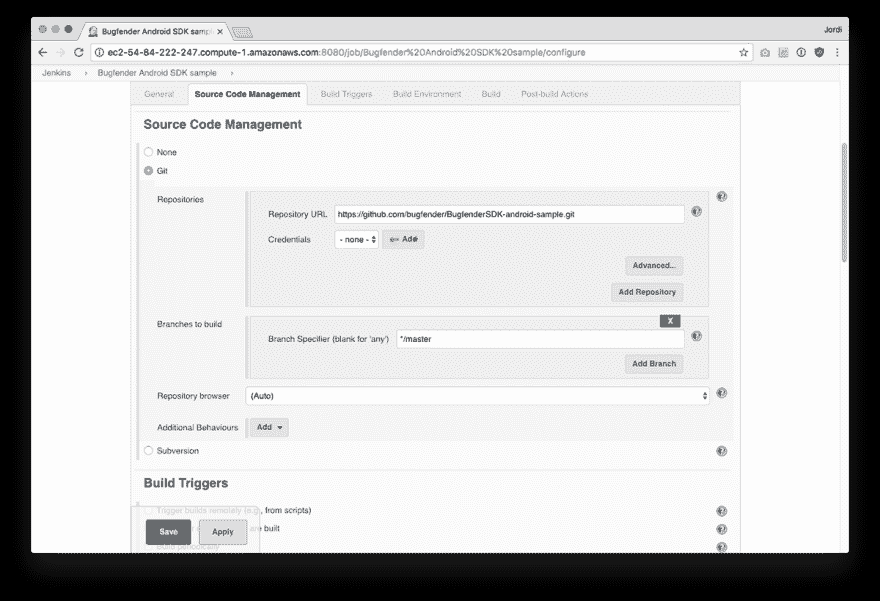 Bugfender Android SDK samp
Jordi
ec2-54-84-222-247.compute-1.amazonaws.com:8080/job/Bugfender%20Android%20SDK%20sample/configure
Jenkins › Bugfender Android SDK sample ›
General Source Code Management Build Triggers Build Environment Build Post-build Actions
Source Code Management
None
Git
Repositories
Repository URL https://github.com/bugfender/BugfenderSDK-android-sample.git
Credentials - none - Add
Advanced...
Add Repository
Branches to build
X
Branch Specifier (blank for 'any') */master
Add Branch
Repository browser (Auto)
Additional Behaviours Add
Subversion
Build Triggers
Trigger builds remotely (e.g., from scripts)
are built
Save Apply